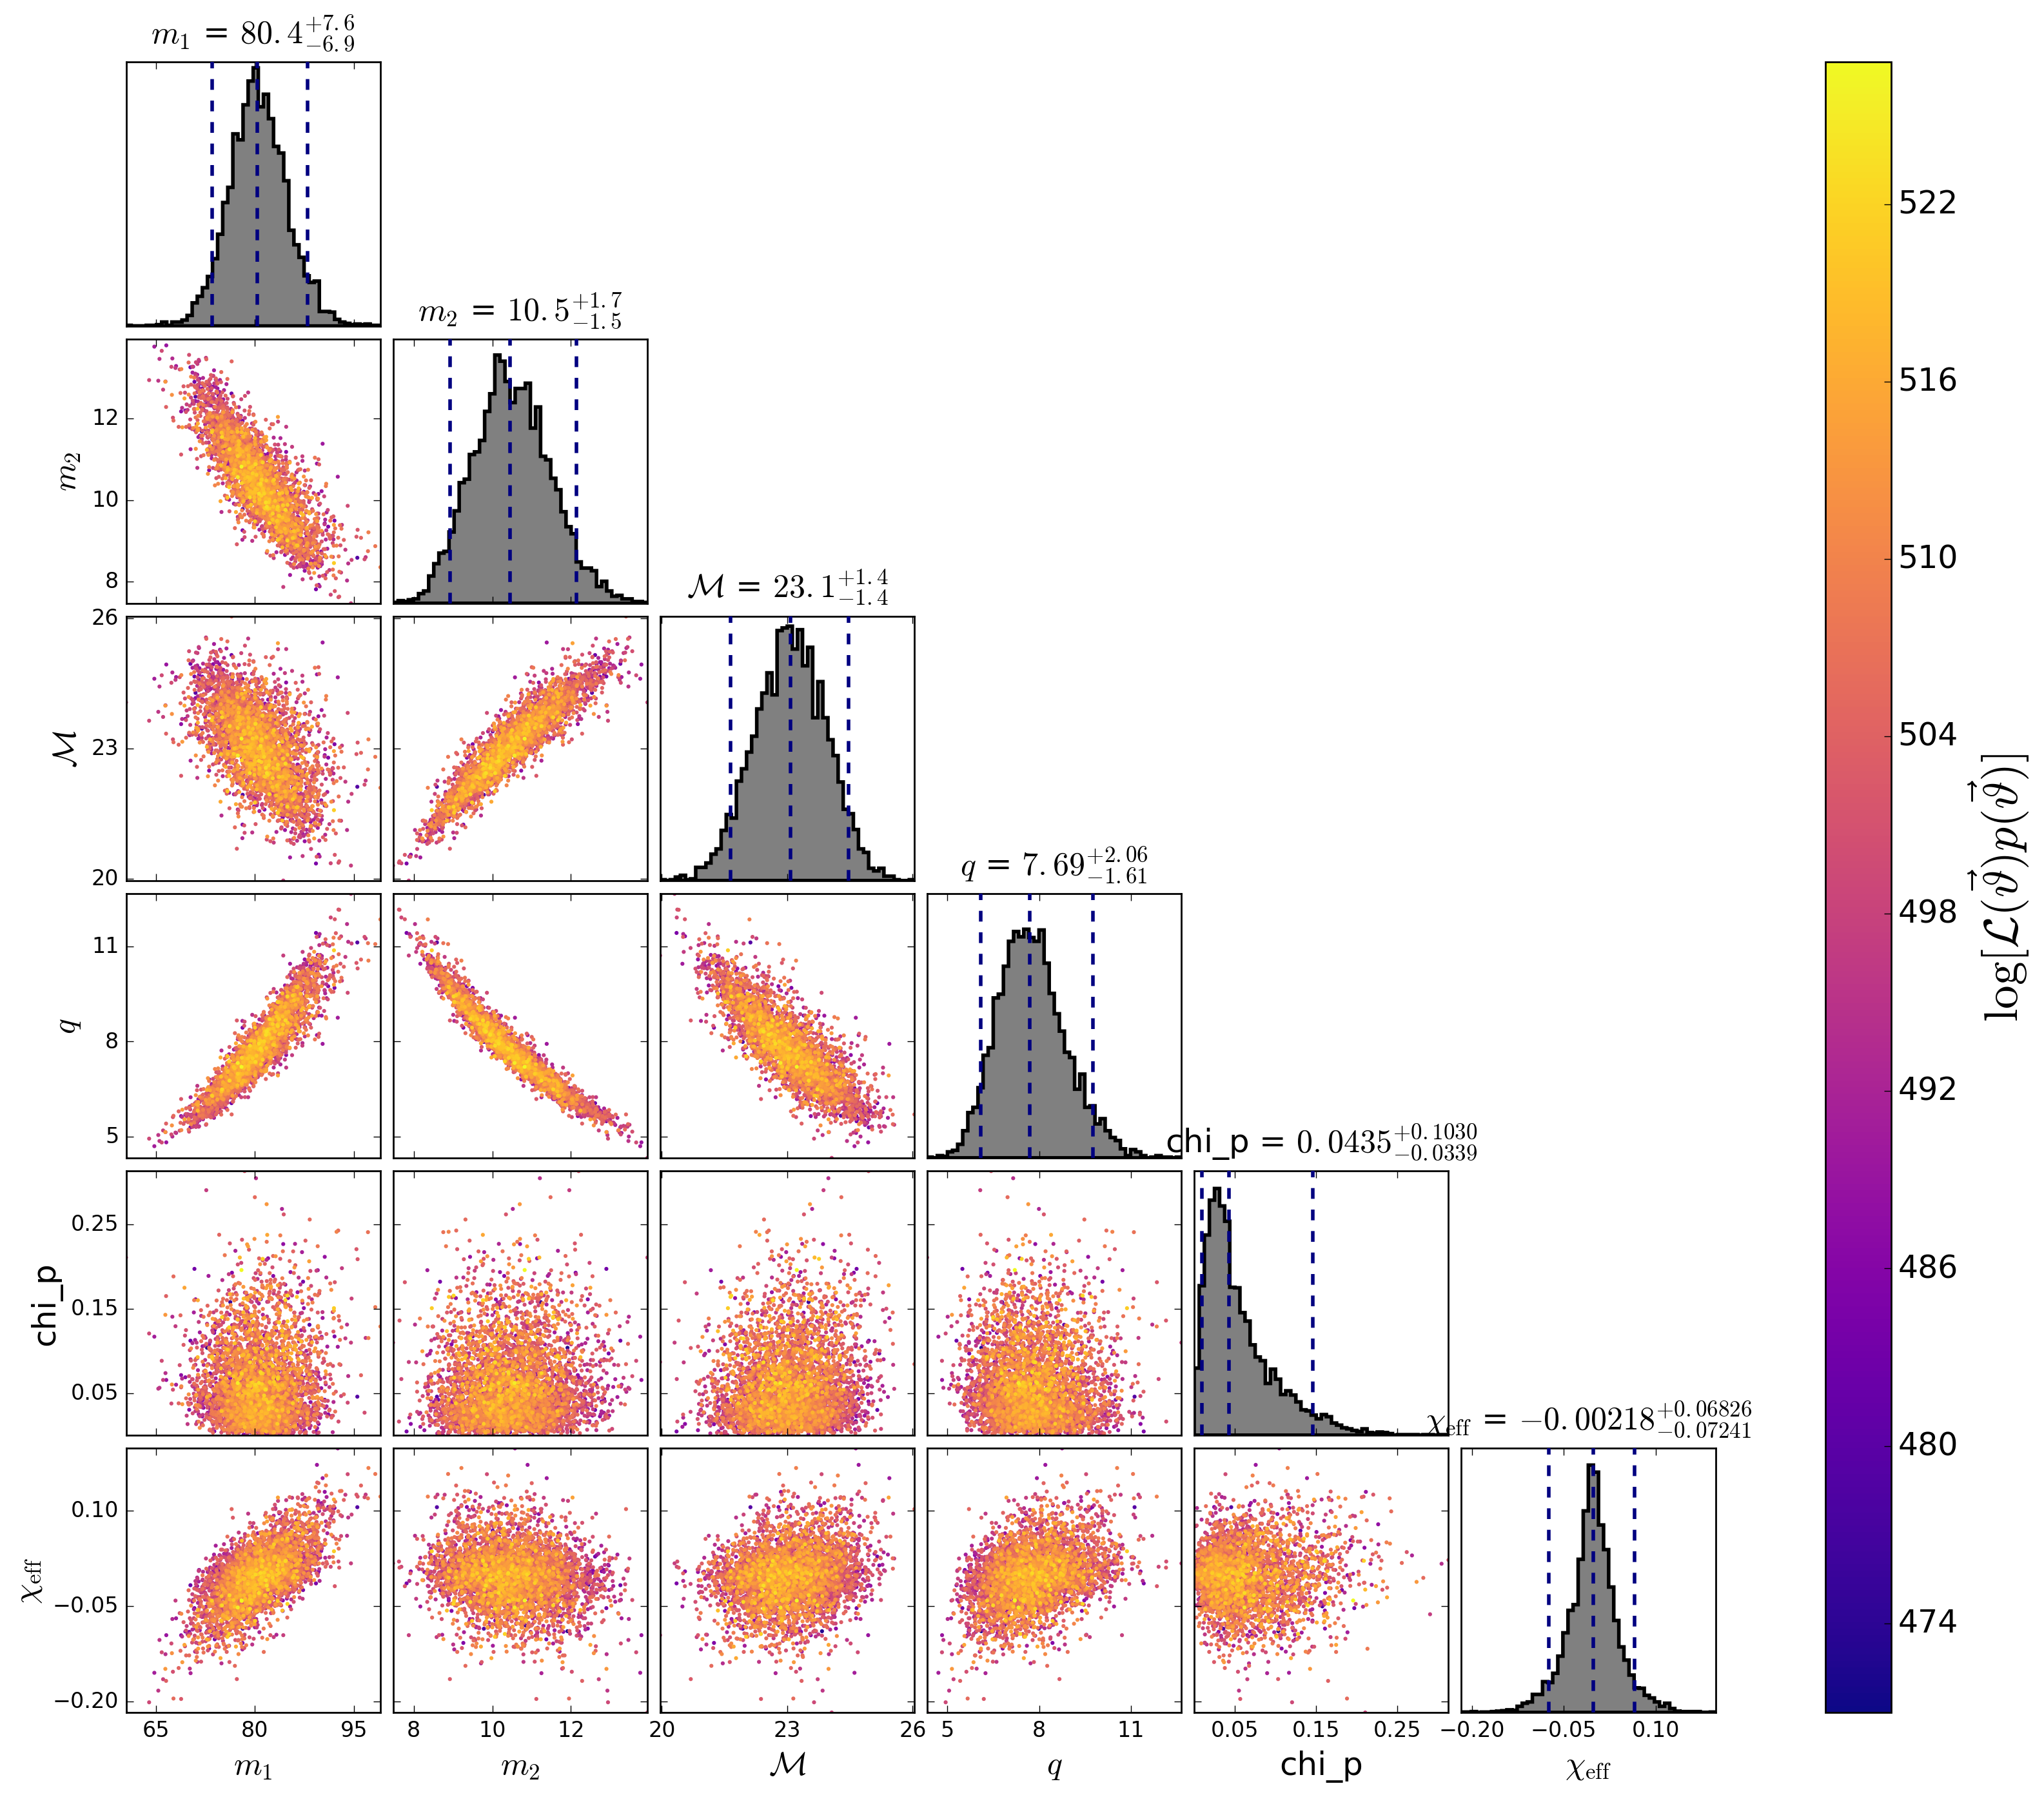 m₁ = 80.4⁺⁷·⁶₋₆.₉
m₂ = 10.5⁺¹·⁷₋₁.₅
ℳ = 23.1⁺¹·⁴₋₁.₄
q = 7.69⁺²·⁰⁶₋₁.₆₁
chi_p = 0.0435⁺⁰·¹⁰³⁰₋₀.₀₃₃₉
χeff = −0.00218⁺⁰·⁰⁶⁸²⁶₋₀.₀₇₂₄₁
m₂
12
10
8
ℳ
26
23
20
q
11
8
5
chi_p
0.25
0.15
0.05
χeff
0.10
−0.05
−0.20
65 80 95
8 10 12
20 23 26
5 8 11
0.05 0.15 0.25
−0.20 −0.05 0.10
m₁ m₂ ℳ q chi_p χeff
522
516
510
504
498
492
486
480
474
log[ℒ(ϑ⃗)p(ϑ⃗)]